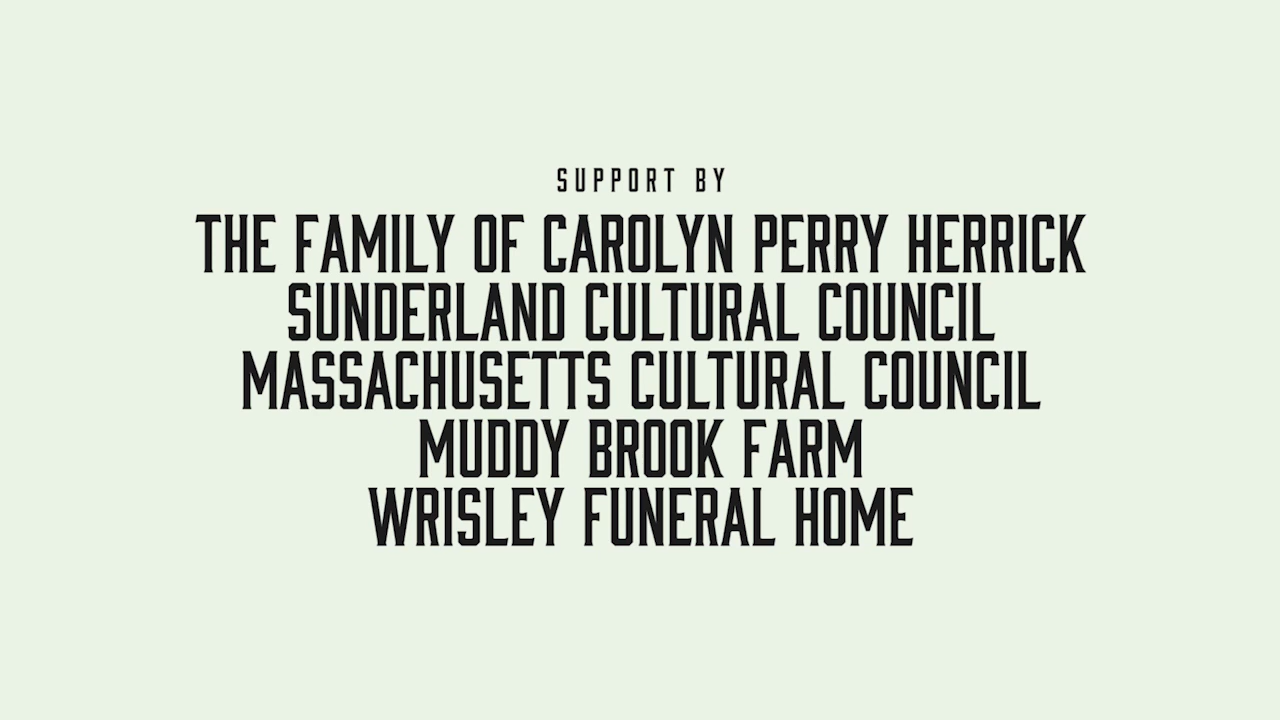 SUPPORT BY
THE FAMILY OF CAROLYN PERRY HERRICK
SUNDERLAND CULTURAL COUNCIL
MASSACHUSETTS CULTURAL COUNCIL
MUDDY BROOK FARM
WRISLEY FUNERAL HOME